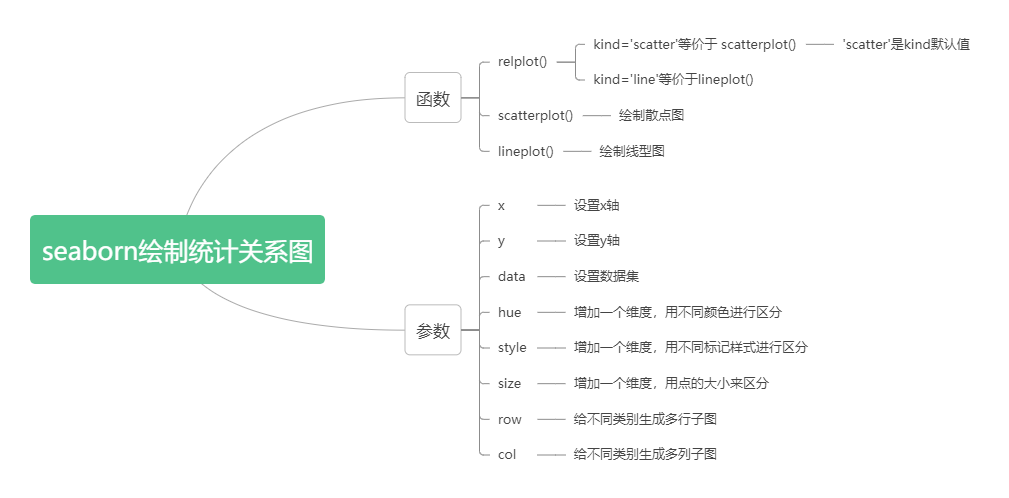 seaborn绘制统计关系图
函数
relplot()
kind='scatter'等价于 scatterplot()
'scatter'是kind默认值
kind='line'等价于lineplot()
scatterplot()
绘制散点图
lineplot()
绘制线型图
参数
x
设置x轴
y
设置y轴
data
设置数据集
hue
增加一个维度，用不同颜色进行区分
style
增加一个维度，用不同标记样式进行区分
size
增加一个维度，用点的大小来区分
row
给不同类别生成多行子图
col
给不同类别生成多列子图